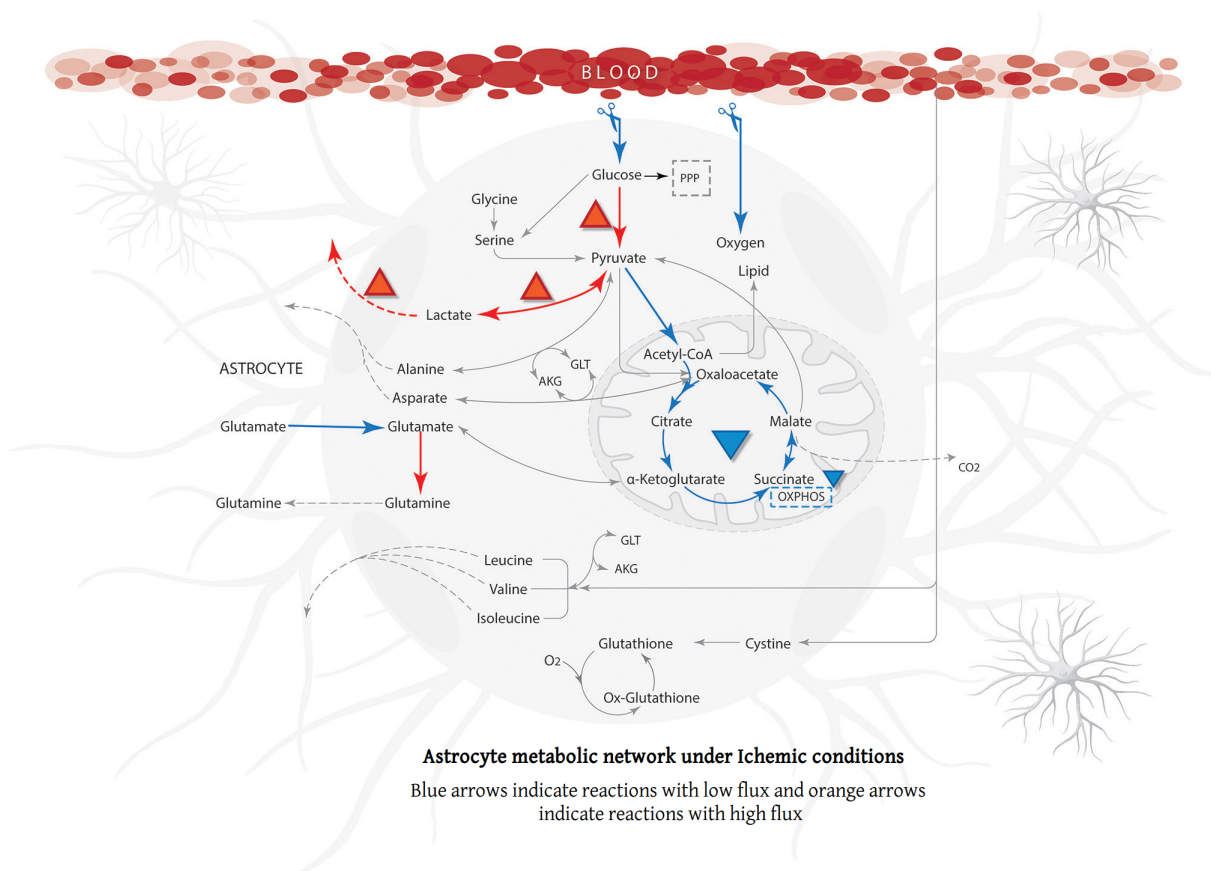 BLOOD
Glucose
PPP
Glycine
Serine
Oxygen
Pyruvate
Lipid
Lactate
Acetyl-CoA
ASTROCYTE
Alanine
GLT
AKG
Oxaloacetate
Asparate
Glutamate
Glutamate
Citrate
Malate
CO2
α-Ketoglutarate
Succinate
OXPHOS
Glutamine
Glutamine
GLT
Leucine
AKG
Valine
Isoleucine
Glutathione
Cystine
O2
Ox-Glutathione
Astrocyte metabolic network under Ichemic conditions
Blue arrows indicate reactions with low flux and orange arrows
indicate reactions with high flux